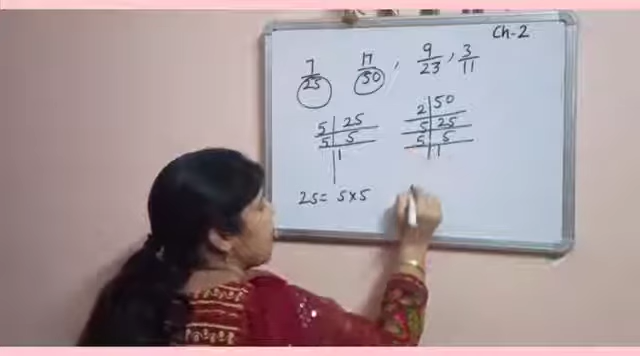 Ch-2
7/25 17/50 , 9/23 , 3/11
5 | 25
5 | 5
1
2 | 50
5 | 25
5 | 5
1
25 = 5×5